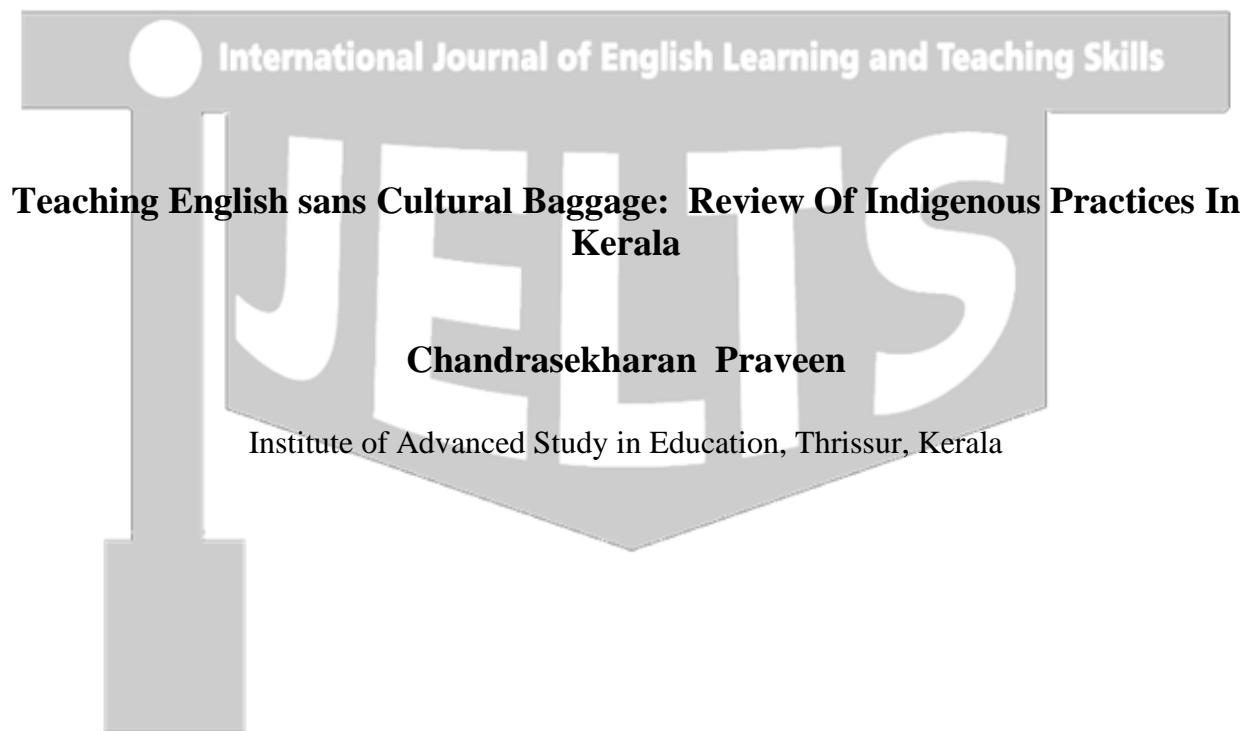 International Journal of English Learning and Teaching Skills
IJELTS
Teaching English sans Cultural Baggage: Review Of Indigenous Practices In
Kerala
Chandrasekharan Praveen
Institute of Advanced Study in Education, Thrissur, Kerala